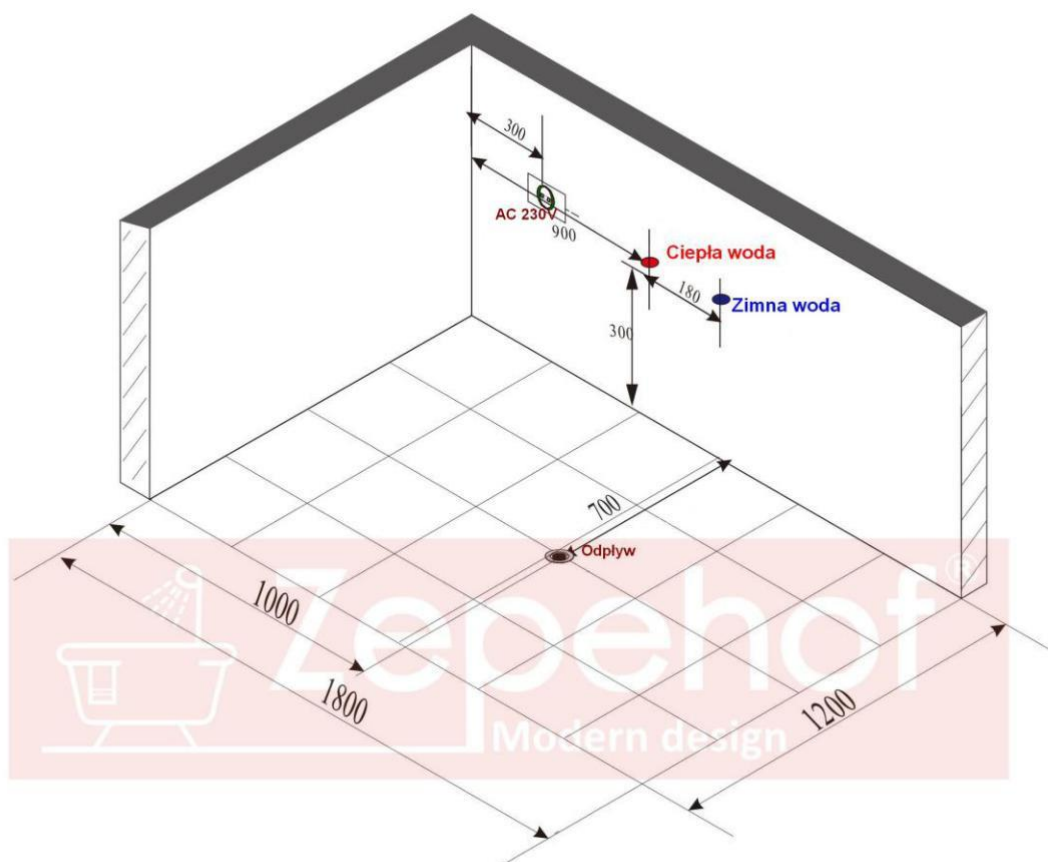 300
AC 230V
900
Ciepła woda
180
Zimna woda
300
700
Odpływ
1000
1800
1200
Zepehof®
Modern design